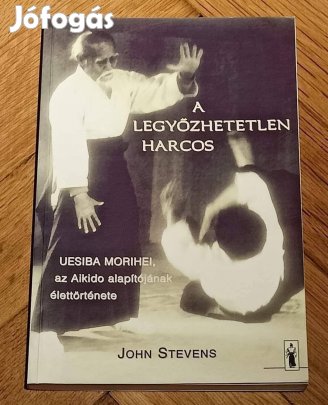 Jófogás
A
LEGYŐZHETETLEN
HARCOS
UESIBA MORIHEI,
az Aikido alapítójának
élettörténete
JOHN STEVENS